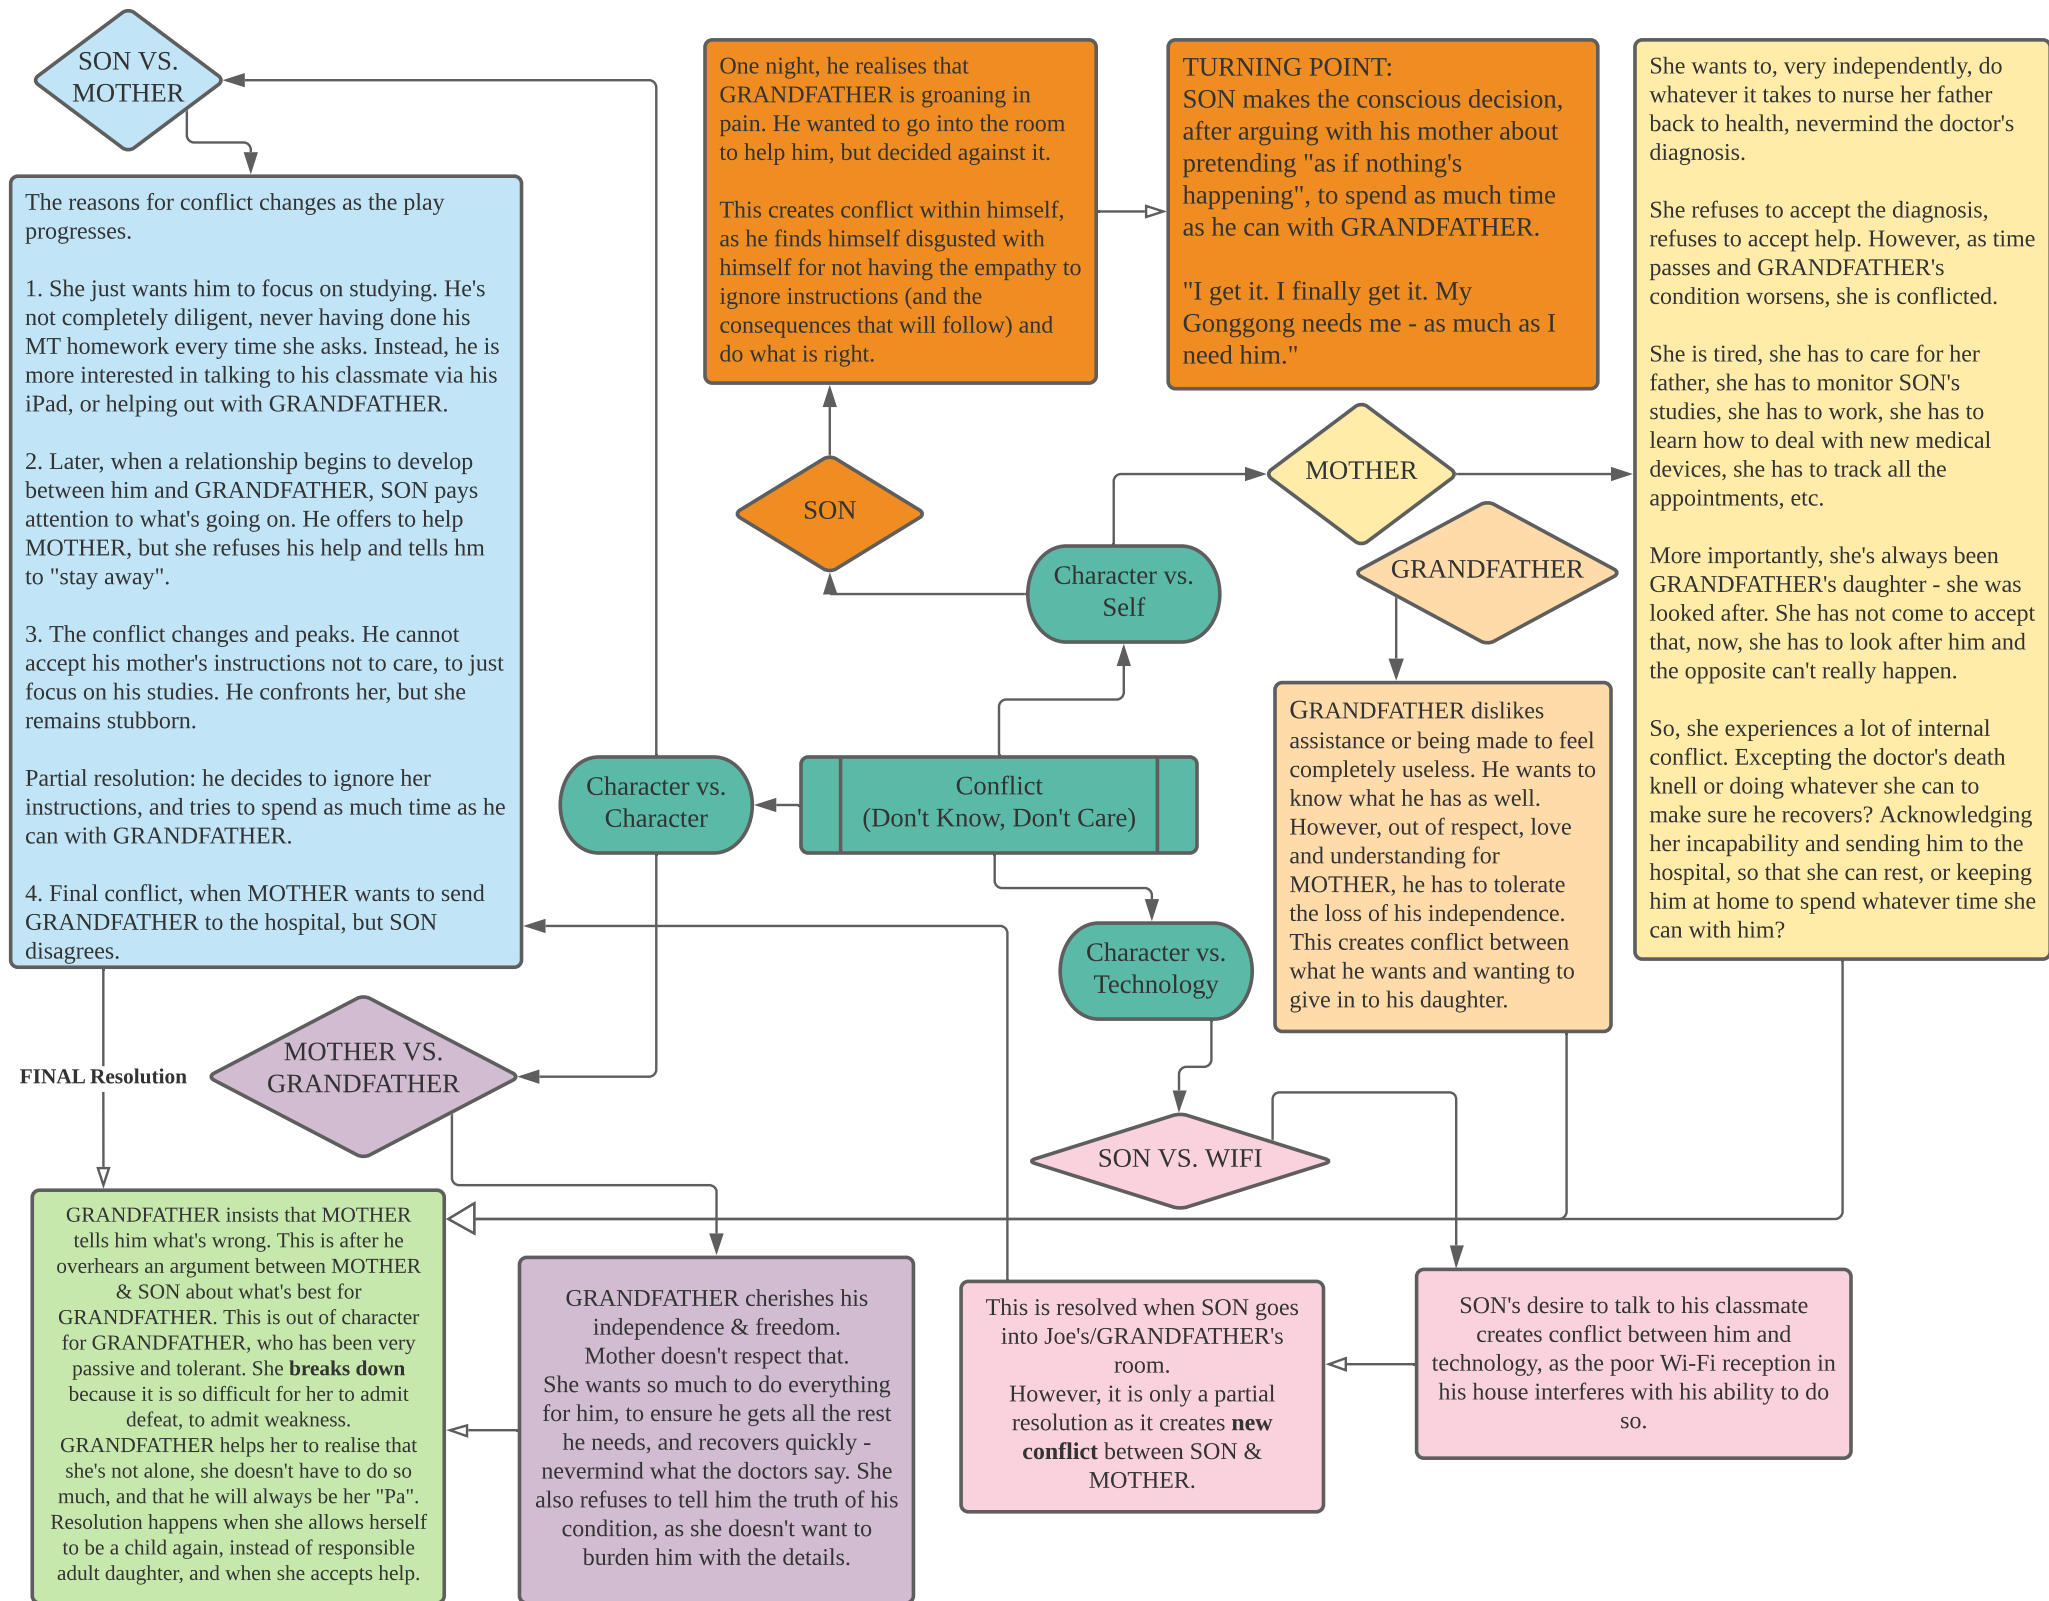 SON VS.
MOTHER
The reasons for conflict changes as the play
progresses.
1. She just wants him to focus on studying. He's
not completely diligent, never having done his
MT homework every time she asks. Instead, he is
more interested in talking to his classmate via his
iPad, or helping out with GRANDFATHER.
2. Later, when a relationship begins to develop
between him and GRANDFATHER, SON pays
attention to what's going on. He offers to help
MOTHER, but she refuses his help and tells hm
to "stay away".
3. The conflict changes and peaks. He cannot
accept his mother's instructions not to care, to just
focus on his studies. He confronts her, but she
remains stubborn.
Partial resolution: he decides to ignore her
instructions, and tries to spend as much time as he
can with GRANDFATHER.
4. Final conflict, when MOTHER wants to send
GRANDFATHER to the hospital, but SON
disagrees.
One night, he realises that
GRANDFATHER is groaning in
pain. He wanted to go into the room
to help him, but decided against it.
This creates conflict within himself,
as he finds himself disgusted with
himself for not having the empathy to
ignore instructions (and the
consequences that will follow) and
do what is right.
TURNING POINT:
SON makes the conscious decision,
after arguing with his mother about
pretending "as if nothing's
happening", to spend as much time
as he can with GRANDFATHER.
"I get it. I finally get it. My
Gonggong needs me - as much as I
need him."
She wants to, very independently, do
whatever it takes to nurse her father
back to health, nevermind the doctor's
diagnosis.
She refuses to accept the diagnosis,
refuses to accept help. However, as time
passes and GRANDFATHER's
condition worsens, she is conflicted.
She is tired, she has to care for her
father, she has to monitor SON's
studies, she has to work, she has to
learn how to deal with new medical
devices, she has to track all the
appointments, etc.
More importantly, she's always been
GRANDFATHER's daughter - she was
looked after. She has not come to accept
that, now, she has to look after him and
the opposite can't really happen.
So, she experiences a lot of internal
conflict. Excepting the doctor's death
knell or doing whatever she can to
make sure he recovers? Acknowledging
her incapability and sending him to the
hospital, so that she can rest, or keeping
him at home to spend whatever time she
can with him?
SON
MOTHER
GRANDFATHER
Character vs.
Self
GRANDFATHER dislikes
assistance or being made to feel
completely useless. He wants to
know what he has as well.
However, out of respect, love
and understanding for
MOTHER, he has to tolerate
the loss of his independence.
This creates conflict between
what he wants and wanting to
give in to his daughter.
Character vs.
Character
Conflict
(Don't Know, Don't Care)
Character vs.
Technology
FINAL Resolution
MOTHER VS.
GRANDFATHER
SON VS. WIFI
GRANDFATHER insists that MOTHER
tells him what's wrong. This is after he
overhears an argument between MOTHER
& SON about what's best for
GRANDFATHER. This is out of character
for GRANDFATHER, who has been very
passive and tolerant. She breaks down
because it is so difficult for her to admit
defeat, to admit weakness.
GRANDFATHER helps her to realise that
she's not alone, she doesn't have to do so
much, and that he will always be her "Pa".
Resolution happens when she allows herself
to be a child again, instead of responsible
adult daughter, and when she accepts help.
GRANDFATHER cherishes his
independence & freedom.
Mother doesn't respect that.
She wants so much to do everything
for him, to ensure he gets all the rest
he needs, and recovers quickly -
nevermind what the doctors say. She
also refuses to tell him the truth of his
condition, as she doesn't want to
burden him with the details.
This is resolved when SON goes
into Joe's/GRANDFATHER's
room.
However, it is only a partial
resolution as it creates new
conflict between SON &
MOTHER.
SON's desire to talk to his classmate
creates conflict between him and
technology, as the poor Wi-Fi reception in
his house interferes with his ability to do
so.